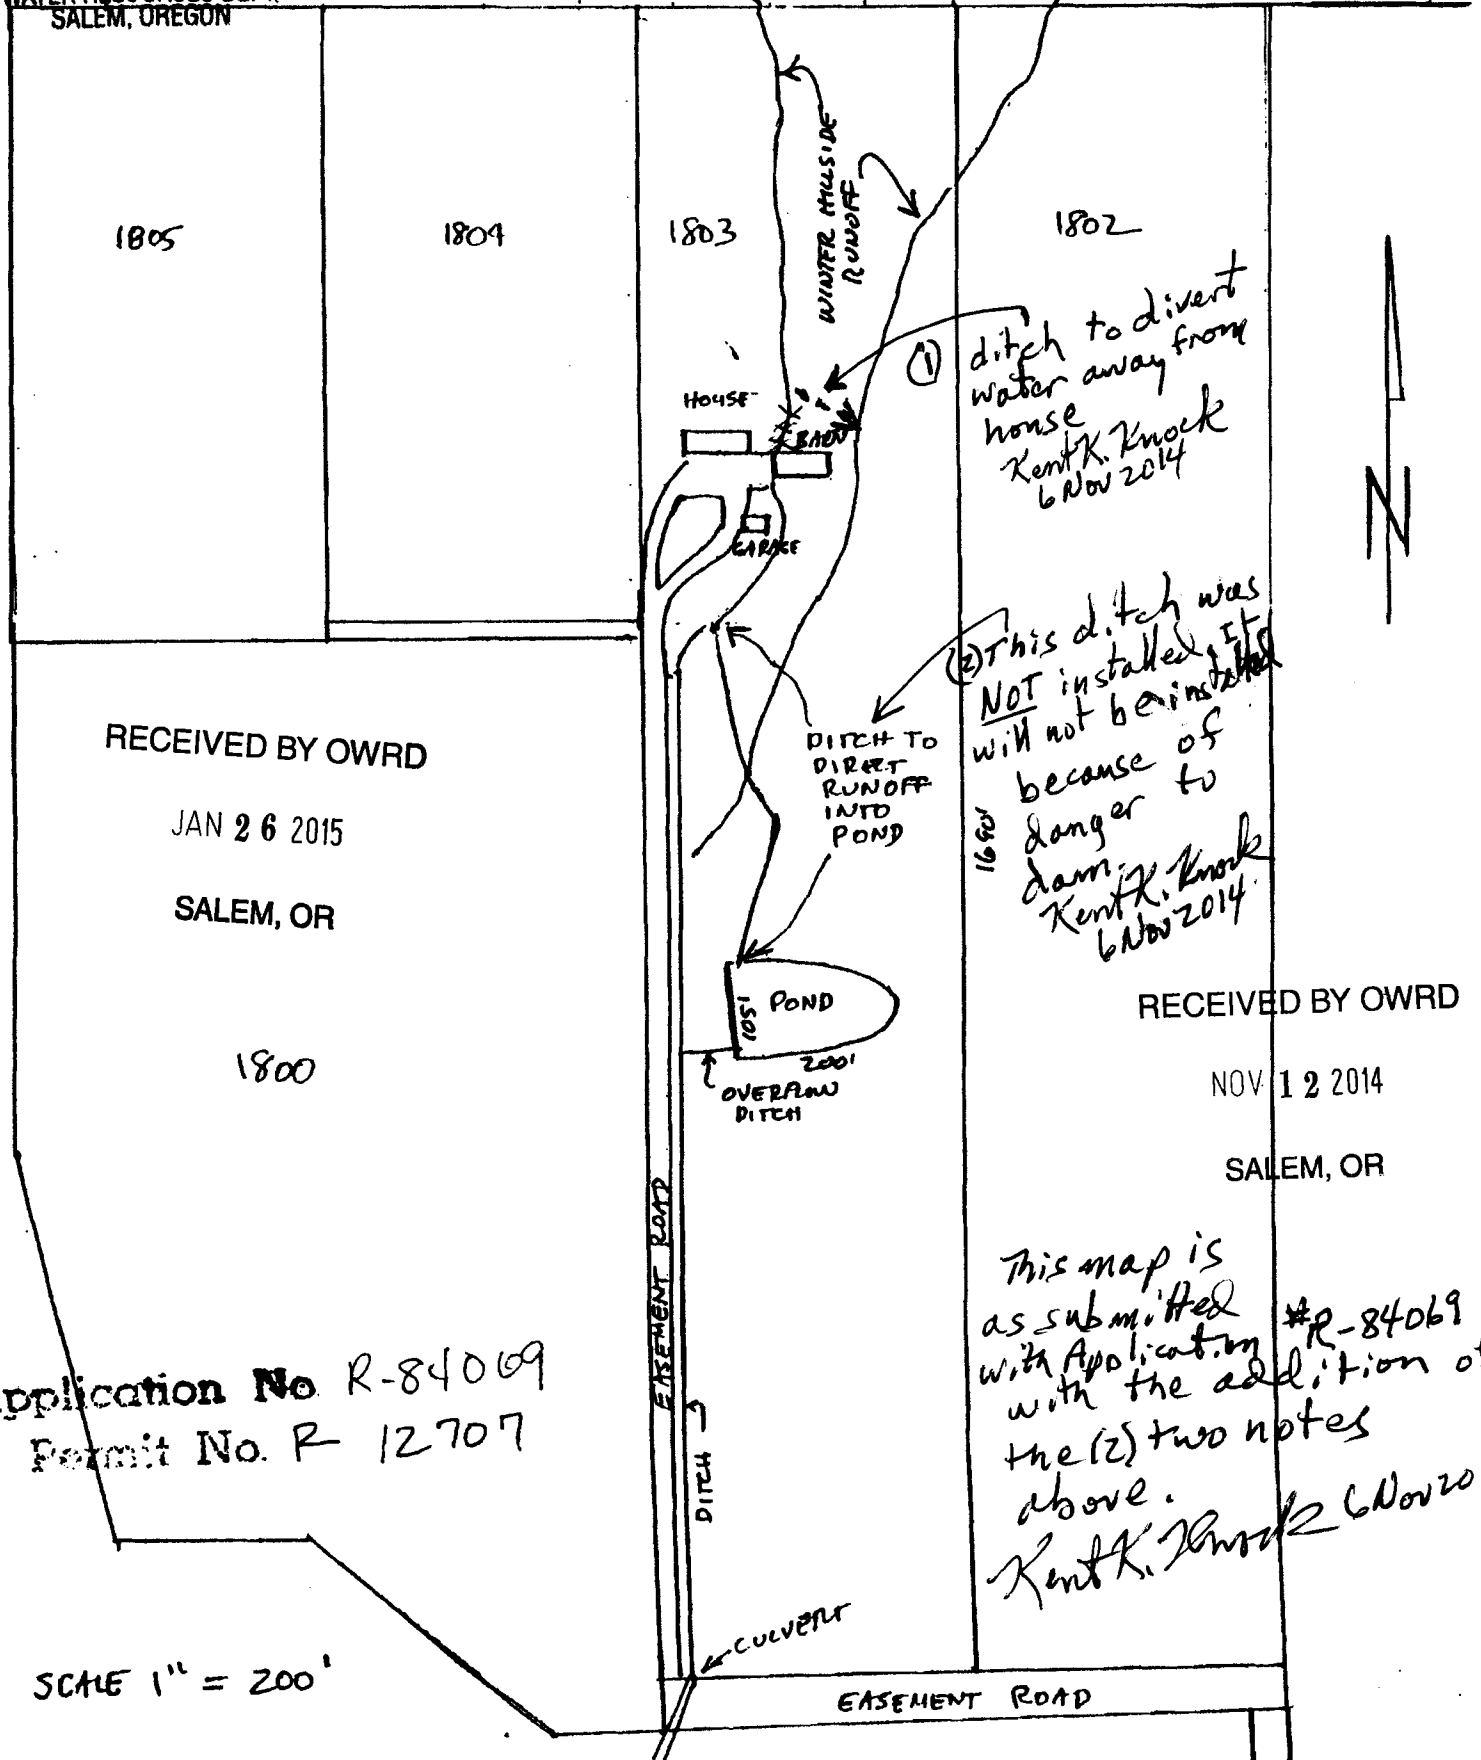 SALEM, OREGON
1805
1804
1803
1802
WINTER HILLSIDE
RUNOFF
(1)
ditch to divert
water away from
house
Kent K. Knock
6 Nov 2014
HOUSE
BARN
GARAGE
N
(2) This ditch was
NOT installed. It
will not be installed
because of
danger to
dam.
Kent K. Knock
6 Nov 2014
DITCH TO
DIRECT
RUNOFF
INTO
POND
RECEIVED BY OWRD
JAN 26 2015
SALEM, OR
POND
105'
200'
OVERFLOW
DITCH
RECEIVED BY OWRD
NOV 12 2014
SALEM, OR
1800
EASEMENT ROAD
DITCH
This map is
as submitted
with Application #R-84069
with the addition of
the (2) two notes
above.
Kent K. Knock 6 Nov 20
pplication No R-84069
Permit No. R 12707
CULVERT
SCALE 1" = 200'
EASEMENT ROAD